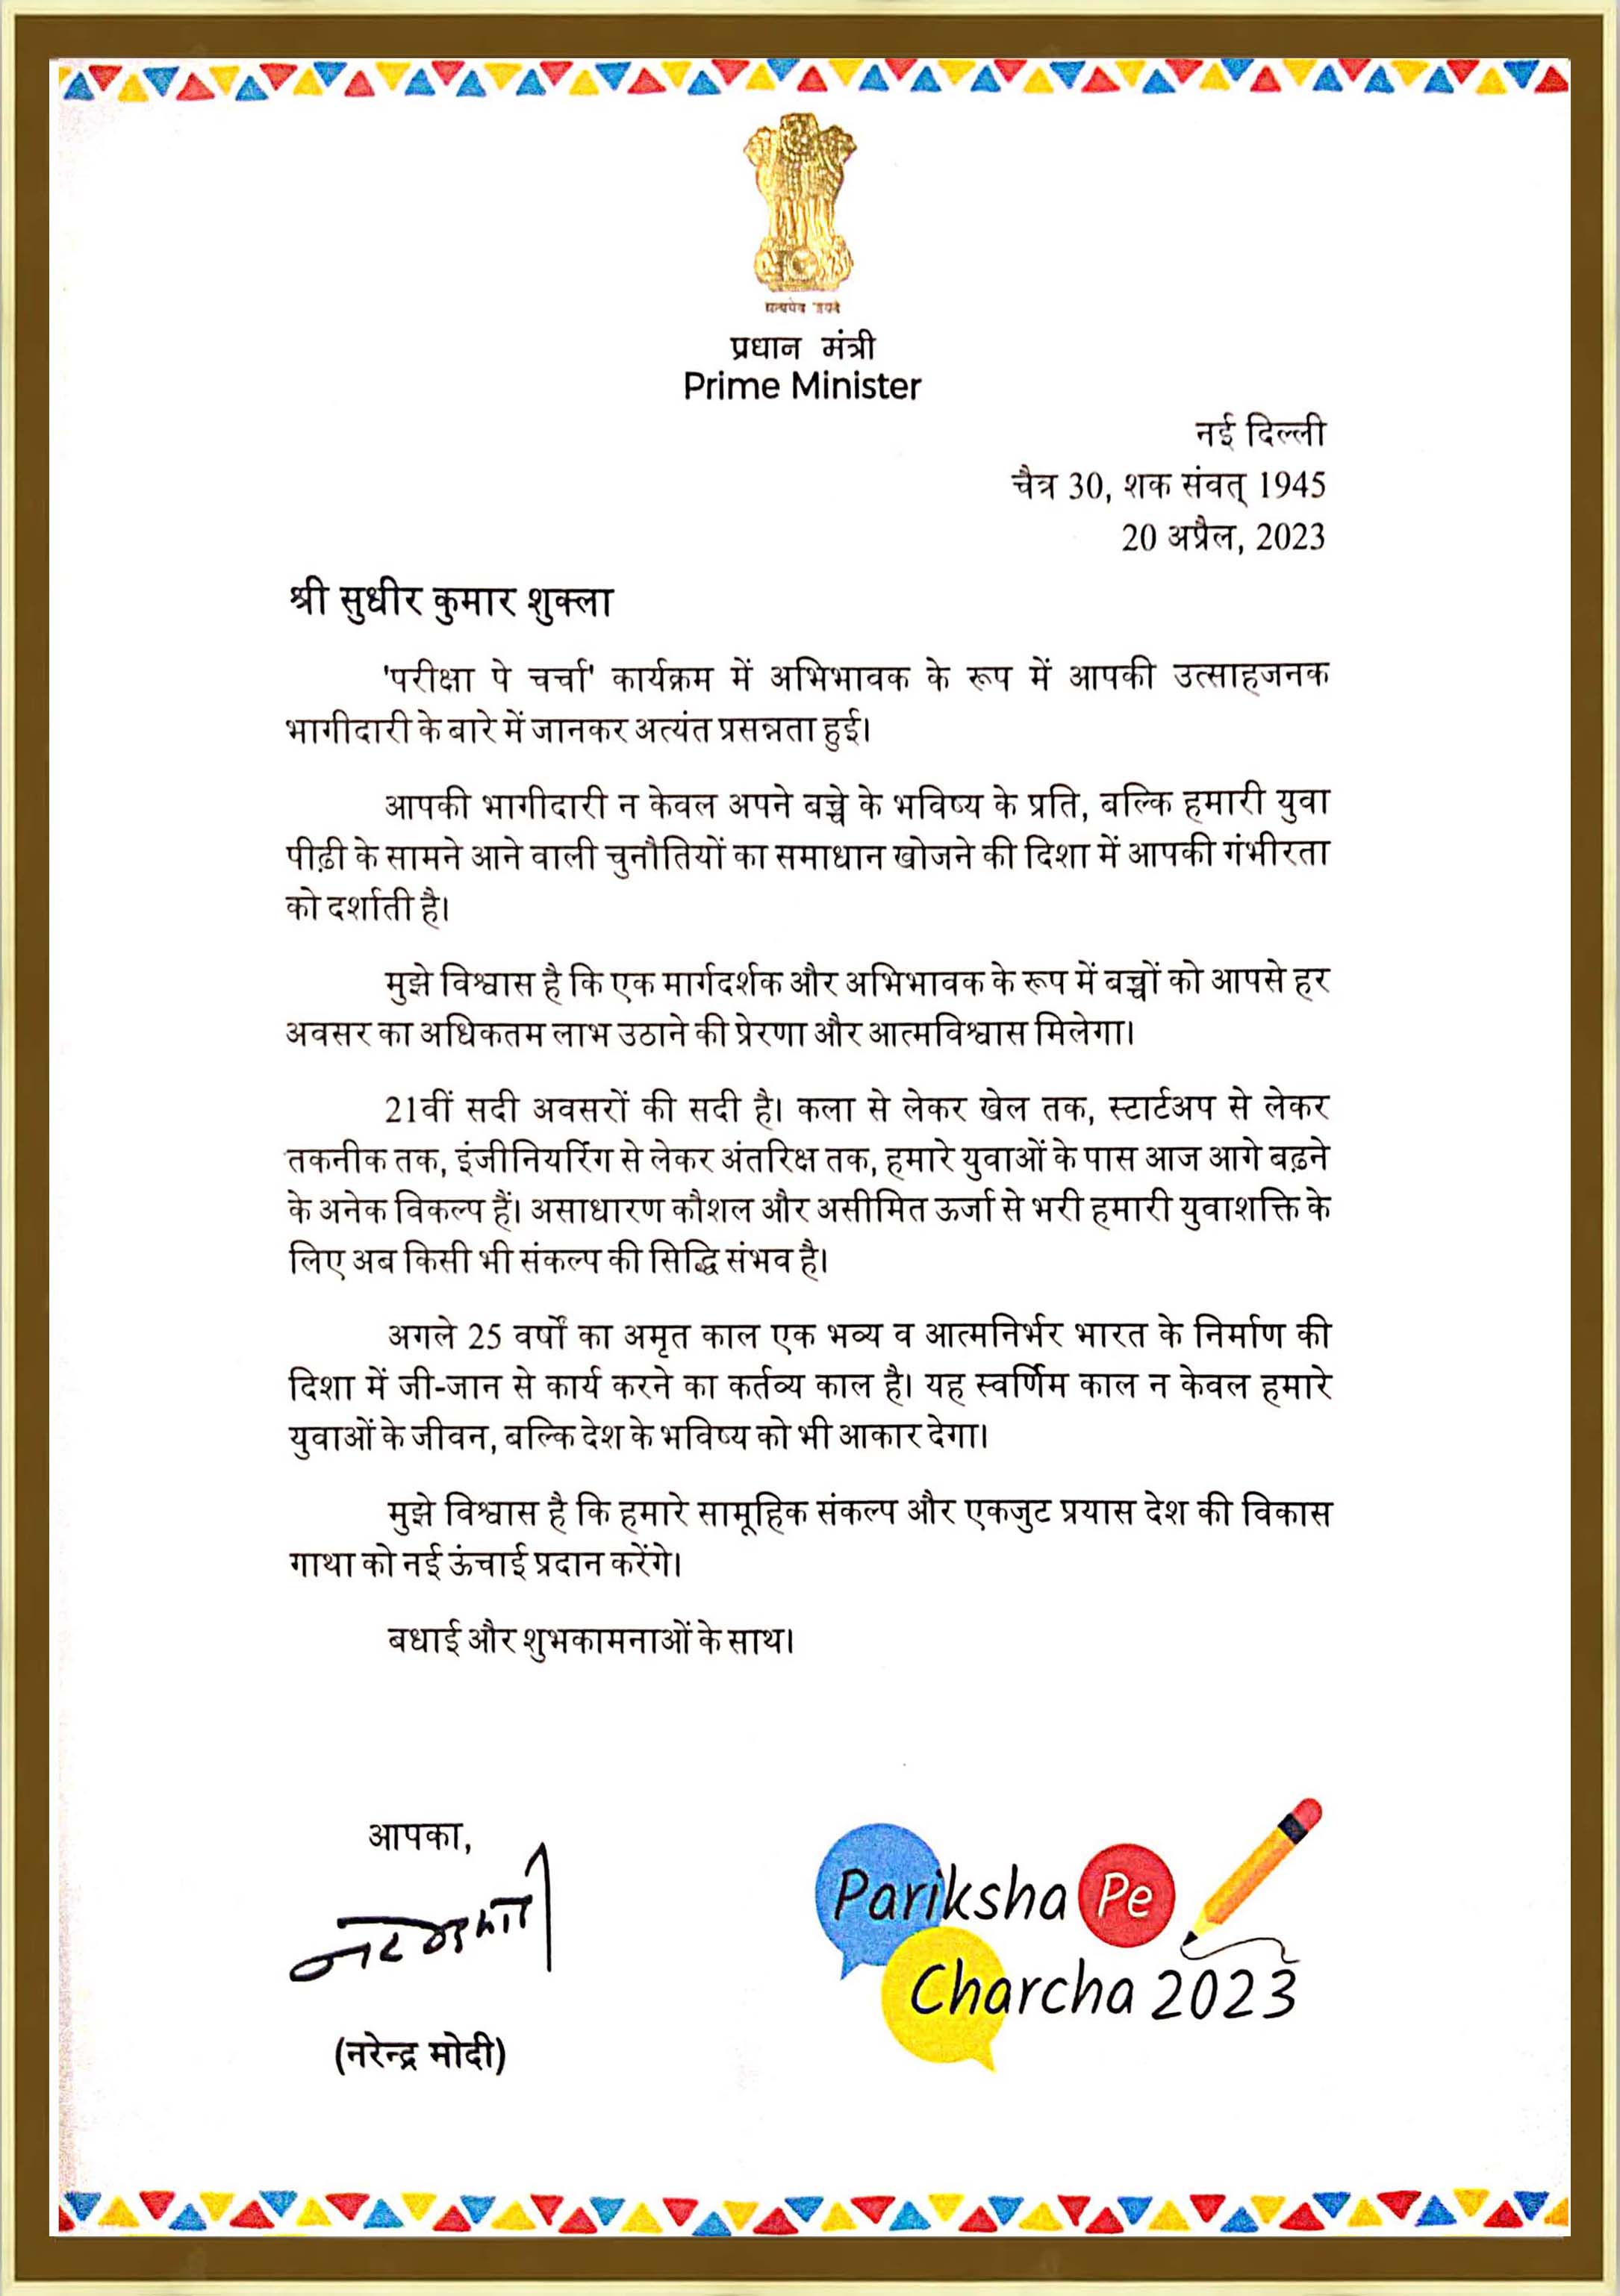 सत्यमेव जयते
प्रधान मंत्री
Prime Minister
नई दिल्ली
चैत्र 30, शक संवत् 1945
20 अप्रैल, 2023
श्री सुधीर कुमार शुक्ला
'परीक्षा पे चर्चा' कार्यक्रम में अभिभावक के रूप में आपकी उत्साहजनक
भागीदारी के बारे में जानकर अत्यंत प्रसन्नता हुई।
आपकी भागीदारी न केवल अपने बच्चे के भविष्य के प्रति, बल्कि हमारी युवा
पीढ़ी के सामने आने वाली चुनौतियों का समाधान खोजने की दिशा में आपकी गंभीरता
को दर्शाती है।
मुझे विश्वास है कि एक मार्गदर्शक और अभिभावक के रूप में बच्चों को आपसे हर
अवसर का अधिकतम लाभ उठाने की प्रेरणा और आत्मविश्वास मिलेगा।
21वीं सदी अवसरों की सदी है। कला से लेकर खेल तक, स्टार्टअप से लेकर
तकनीक तक, इंजीनियरिंग से लेकर अंतरिक्ष तक, हमारे युवाओं के पास आज आगे बढ़ने
के अनेक विकल्प हैं। असाधारण कौशल और असीमित ऊर्जा से भरी हमारी युवाशक्ति के
लिए अब किसी भी संकल्प की सिद्धि संभव है।
अगले 25 वर्षों का अमृत काल एक भव्य व आत्मनिर्भर भारत के निर्माण की
दिशा में जी-जान से कार्य करने का कर्तव्य काल है। यह स्वर्णिम काल न केवल हमारे
युवाओं के जीवन, बल्कि देश के भविष्य को भी आकार देगा।
मुझे विश्वास है कि हमारे सामूहिक संकल्प और एकजुट प्रयास देश की विकास
गाथा को नई ऊंचाई प्रदान करेंगे।
बधाई और शुभकामनाओं के साथ।
आपका,
(नरेन्द्र मोदी)
Pariksha Pe
Charcha 2023